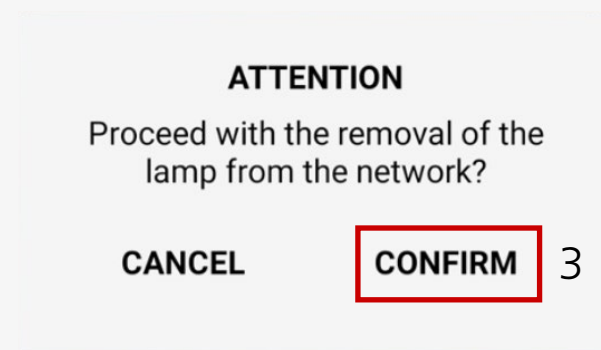 ATTENTION
Proceed with the removal of the
lamp from the network?
CANCEL
CONFIRM
3